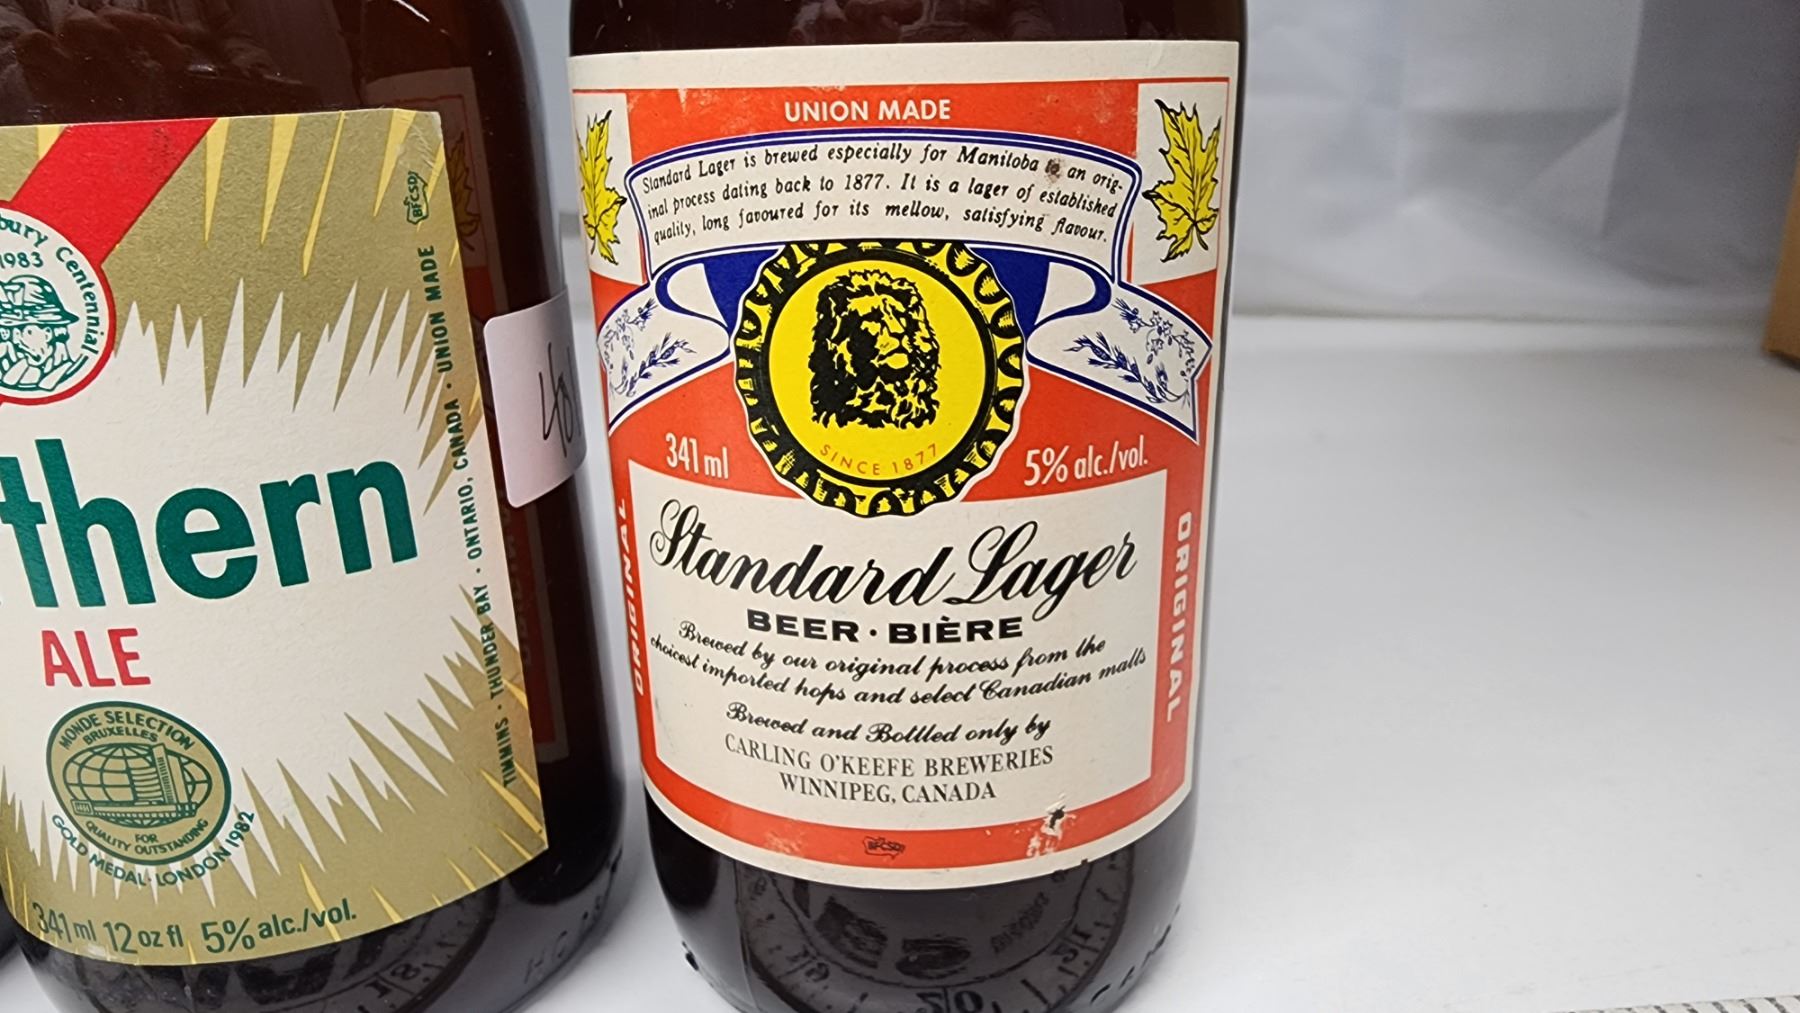 bury Centennial
1983
thern
ALE
MONDE SELECTION
BRUXELLES
FOR
QUALITY OUTSTANDING
GOLD MEDAL · LONDON 1982
341 ml 12 oz fl 5% alc./vol.
TIMMINS · THUNDER BAY · ONTARIO, CANADA · UNION MADE
BFCSD
UNION MADE
Standard Lager is brewed especially for Manitoba an orig-
inal process dating back to 1877. It is a lager of established
quality, long favoured for its mellow, satisfying flavour.
SINCE 1877
341 ml
5% alc./vol.
ORIGINAL
Standard Lager
BEER · BIÈRE
Brewed by our original process from the
choicest imported hops and select Canadian malts
Brewed and Bottled only by
CARLING O'KEEFE BREWERIES
WINNIPEG, CANADA
ORIGINAL
BFCSD